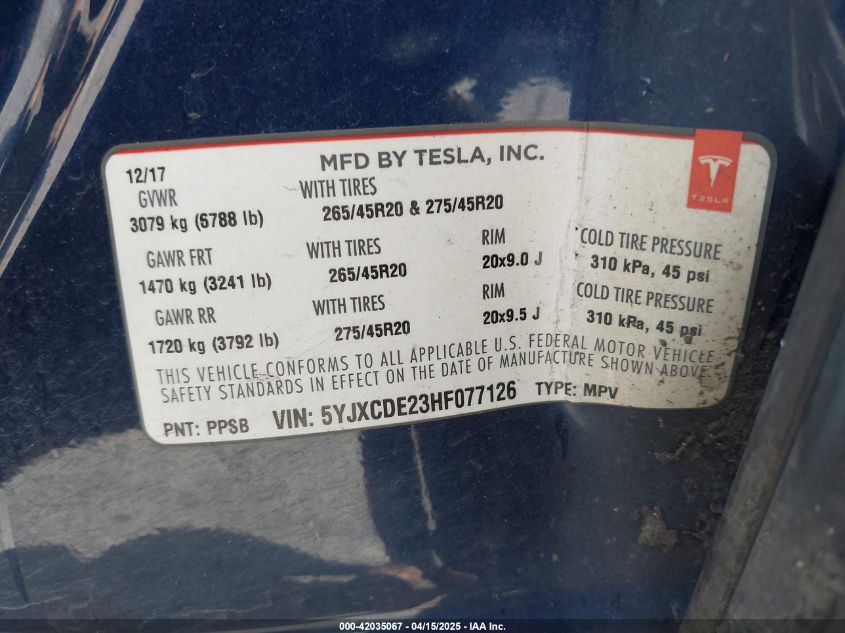 MFD BY TESLA, INC.
12/17
GVWR
WITH TIRES
3079 kg (6788 lb)
265/45R20 & 275/45R20
TESLA
GAWR FRT
WITH TIRES
RIM
COLD TIRE PRESSURE
1470 kg (3241 lb)
265/45R20
20x9.0 J
310 kPa, 45 psi
GAWR RR
WITH TIRES
RIM
COLD TIRE PRESSURE
1720 kg (3792 lb)
275/45R20
20x9.5 J
310 kPa, 45 psi
THIS VEHICLE CONFORMS TO ALL APPLICABLE U.S. FEDERAL MOTOR VEHICLE
SAFETY STANDARDS IN EFFECT ON THE DATE OF MANUFACTURE SHOWN ABOVE.
PNT: PPSB VIN: 5YJXCDE23HF077126 TYPE: MPV
000-42035067 - 04/15/2025 - IAA Inc.